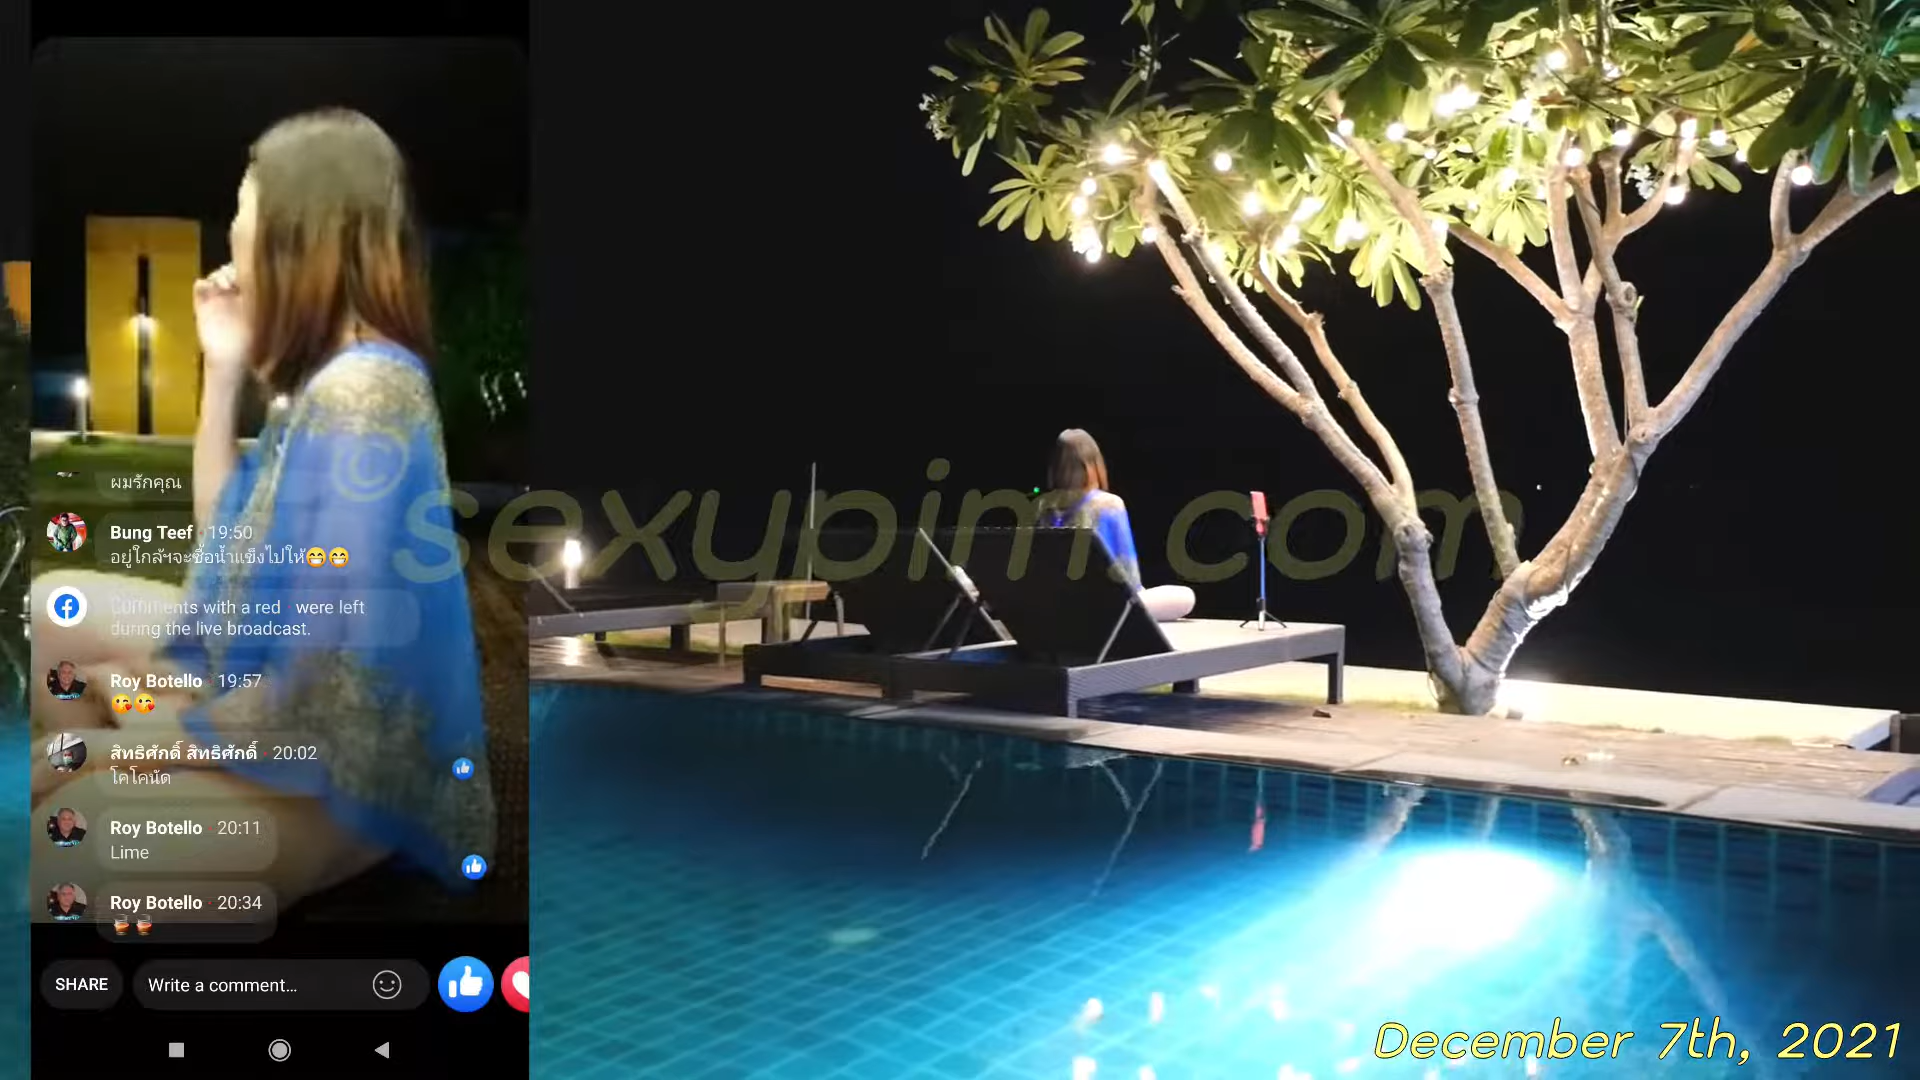 ผมรักคุณ
Bung Teef · 19:50
อยู่ใกล้ฯจะซื้อน้ำแข็งไปให้😁😁
Comments with a red · were left
during the live broadcast.
Roy Botello · 19:57
😘😘
สิทธิศักดิ์ สิทธิศักดิ์ · 20:02
โคโคนัด
Roy Botello · 20:11
Lime
Roy Botello · 20:34
🥃🥃
SHARE
Write a comment...
©sexypim.com
December 7th, 2021